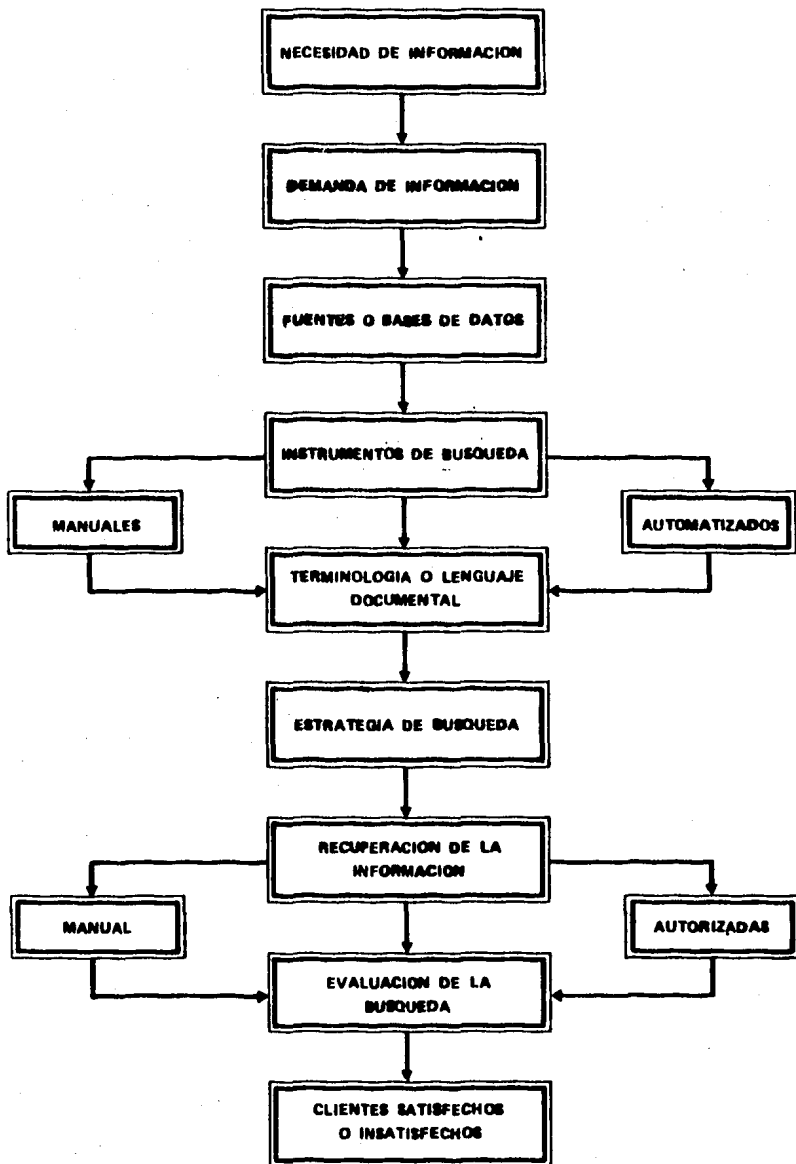 NECESIDAD DE INFORMACION
DEMANDA DE INFORMACION
FUENTES O BASES DE DATOS
INSTRUMENTOS DE BUSQUEDA
MANUALES
AUTOMATIZADOS
TERMINOLOGIA O LENGUAJE
DOCUMENTAL
ESTRATEGIA DE BUSQUEDA
RECUPERACION DE LA
INFORMACION
MANUAL
AUTORIZADAS
EVALUACION DE LA
BUSQUEDA
CLIENTES SATISFECHOS
O INSATISFECHOS